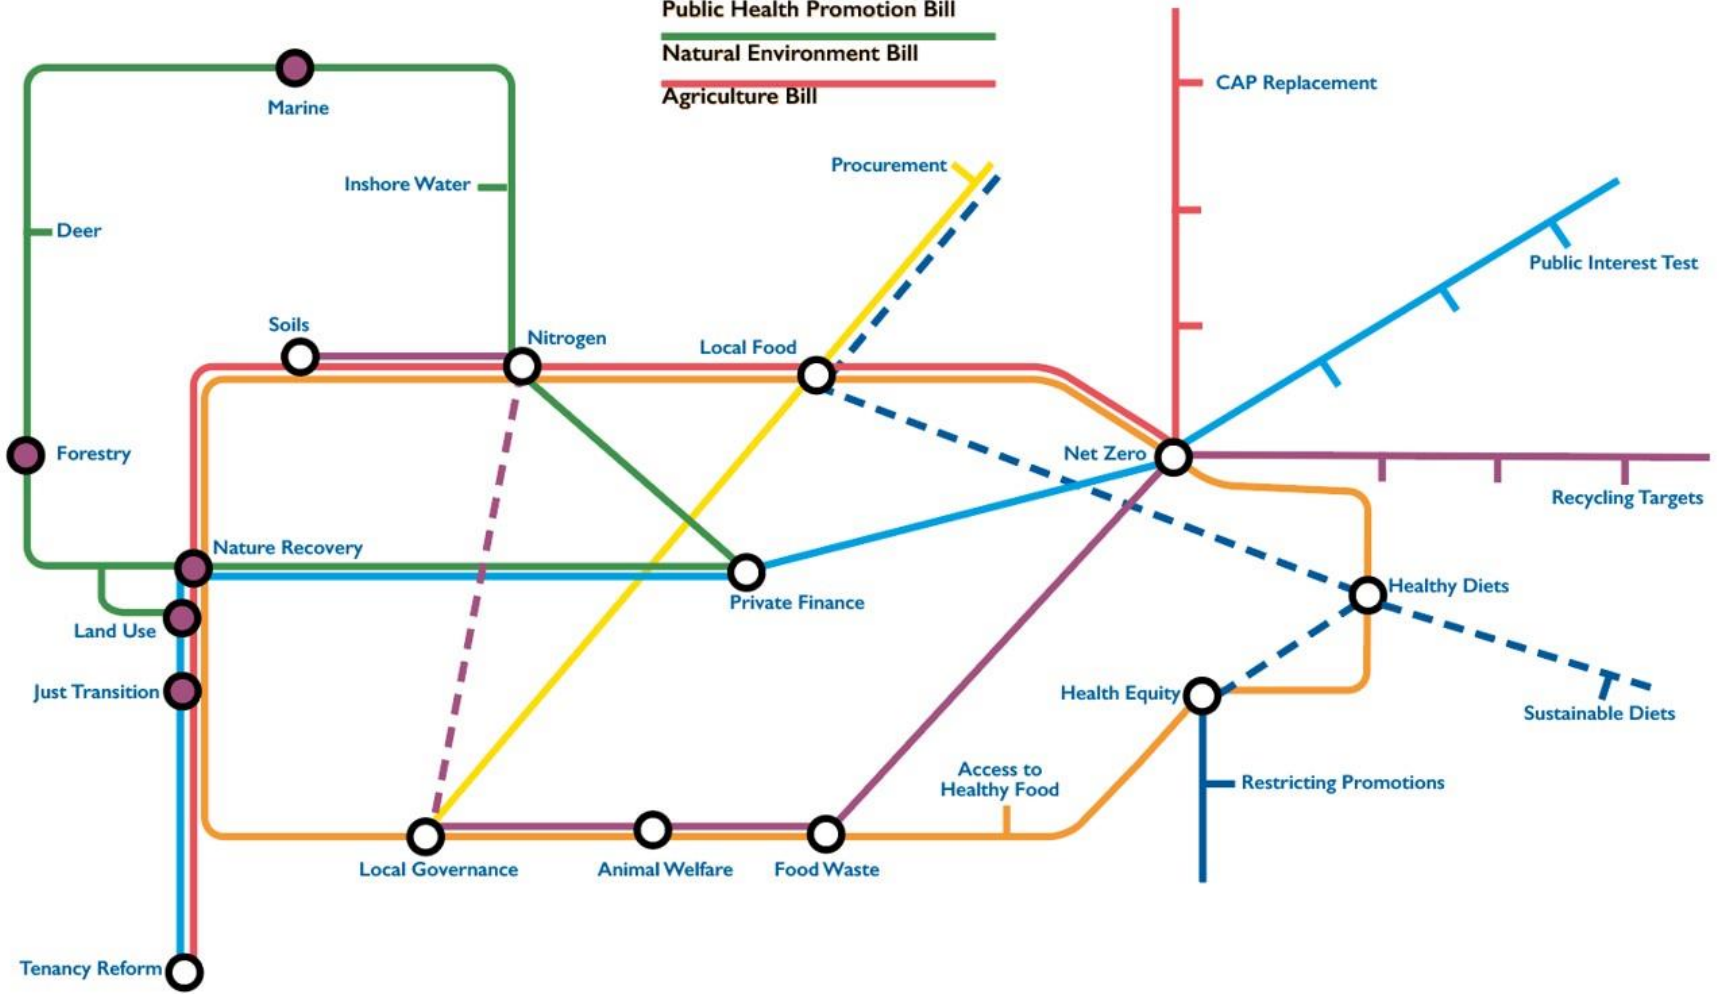 Public Health Promotion Bill
Natural Environment Bill
Agriculture Bill
CAP Replacement
Marine
Procurement
Inshore Water
Deer
Public Interest Test
Soils
Nitrogen
Local Food
Net Zero
Forestry
Recycling Targets
Nature Recovery
Private Finance
Healthy Diets
Land Use
Just Transition
Health Equity
Sustainable Diets
Access to
Healthy Food
Restricting Promotions
Local Governance
Animal Welfare
Food Waste
Tenancy Reform